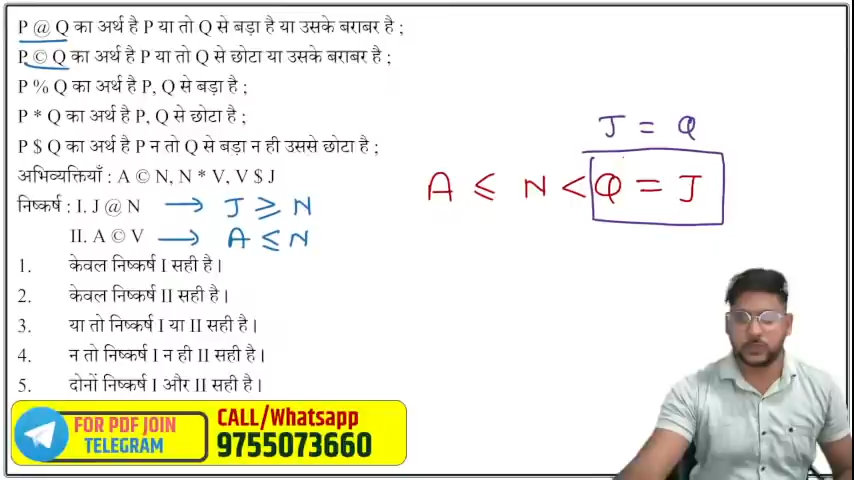 P @ Q का अर्थ है P या तो Q से बड़ा है या उसके बराबर है ;
P © Q का अर्थ है P या तो Q से छोटा या उसके बराबर है ;
P % Q का अर्थ है P, Q से बड़ा है ;
P * Q का अर्थ है P, Q से छोटा है ;
P $ Q का अर्थ है P न तो Q से बड़ा न ही उससे छोटा है ;
अभिव्यक्तियाँ : A © N, N * V, V $ J
निष्कर्ष : I. J @ N → J ≥ N
II. A © V → A ≤ N
1. केवल निष्कर्ष I सही है।
2. केवल निष्कर्ष II सही है।
3. या तो निष्कर्ष I या II सही है।
4. न तो निष्कर्ष I न ही II सही है।
5. दोनों निष्कर्ष I और II सही है।
J = Q
A ≤ N < Q = J
FOR PDF JOIN
TELEGRAM
CALL/Whatsapp
9755073660